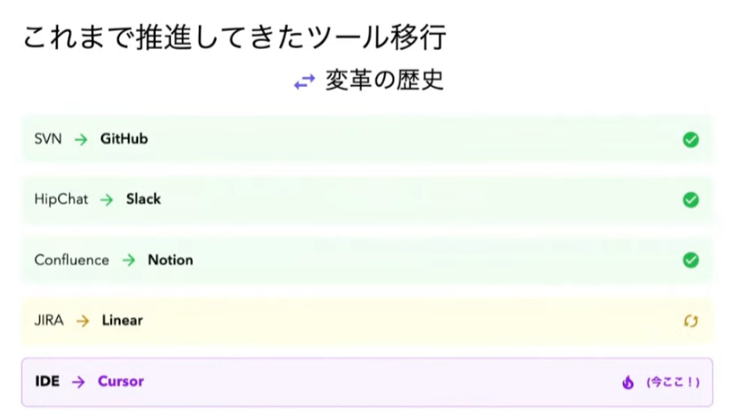 これまで推進してきたツール移行
変革の歴史
SVN → GitHub
HipChat → Slack
Confluence → Notion
JIRA → Linear
IDE → Cursor (今ここ！)